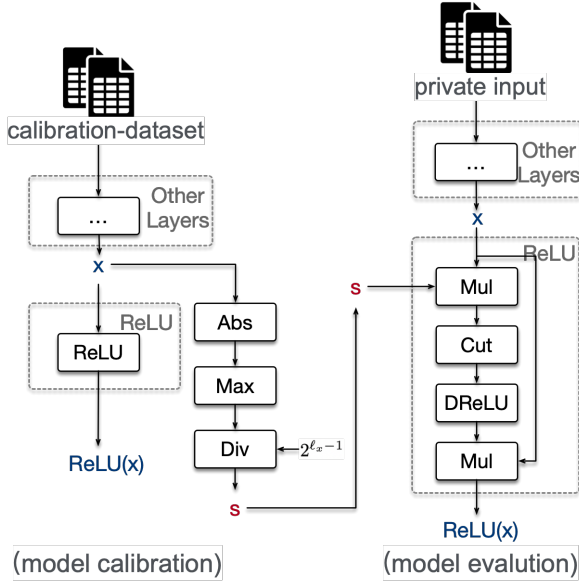 calibration-dataset
...
Other
Layers
x
ReLU
ReLU
ReLU(x)
Abs
Max
Div
2^{ℓ_x−1}
s
(model calibration)
private input
...
Other
Layers
x
ReLU
s
Mul
Cut
DReLU
Mul
ReLU(x)
(model evalution)